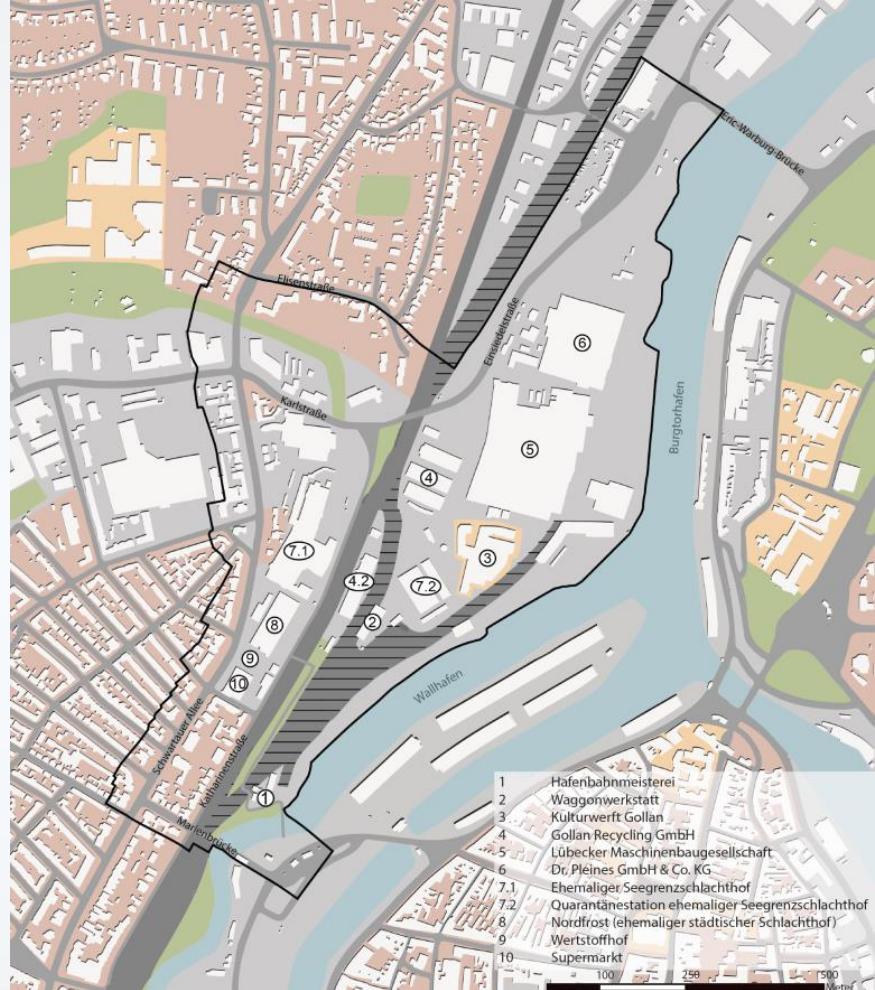 Eric-Warburg-Brücke
Elisenstraße
Einsiedelstraße
6
Karlstraße
Burgtorhafen
5
4
7.1
3
4.2
7.2
2
8
9
10
Wallhafen
Schwartauer Allee
Katharinenstraße
1
Marienbrücke
1 Hafenbahnmeisterei
2 Waggonwerkstatt
3 Kulturwerft Gollan
4 Gollan Recycling GmbH
5 Lübecker Maschinenbaugesellschaft
6 Dr. Pleines GmbH & Co. KG
7.1 Ehemaliger Seegrenzschlachthof
7.2 Quarantänestation ehemaliger Seegrenzschlachthof
8 Nordfrost (ehemaliger städtischer Schlachthof)
9 Wertstoffhof
10 Supermarkt
100 250 500
Meter